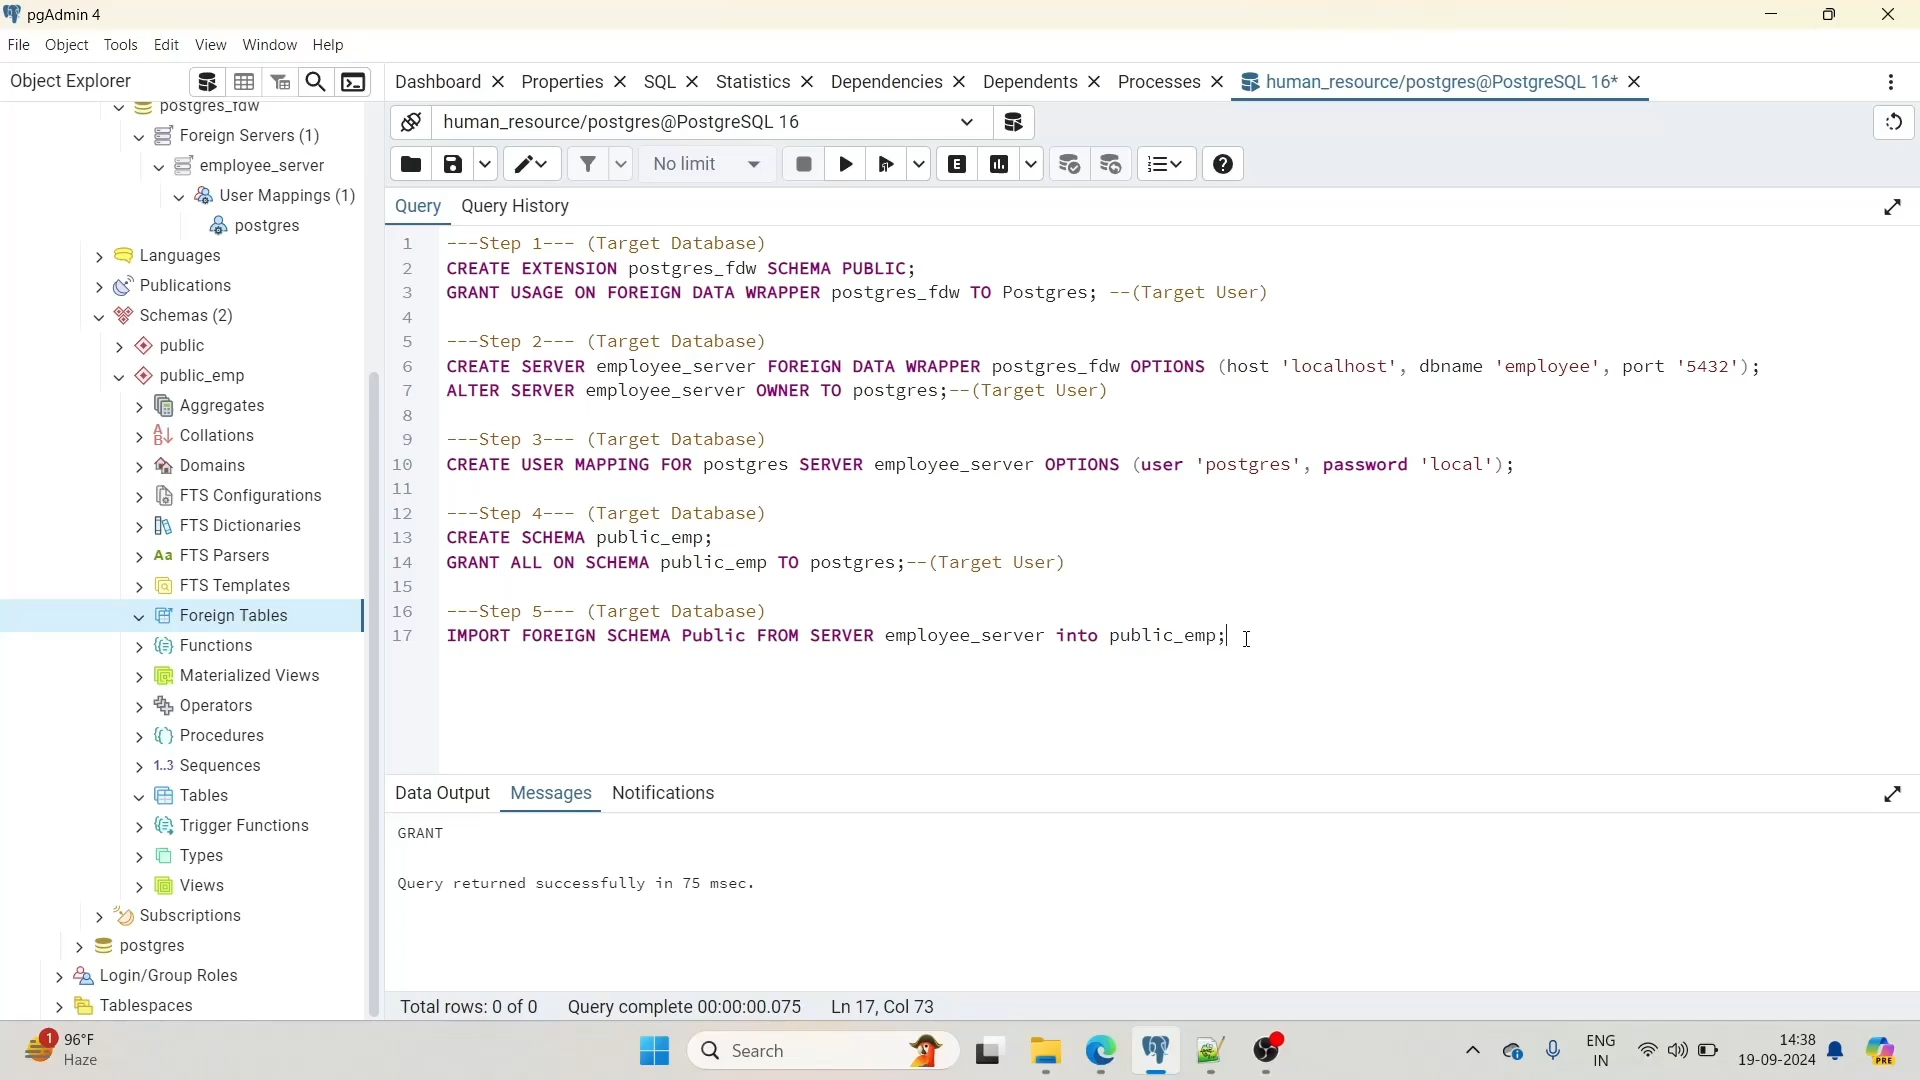 pgAdmin 4
File Object Tools Edit View Window Help
Object Explorer
Dashboard Properties SQL Statistics Dependencies Dependents Processes human_resource/postgres@PostgreSQL 16*
postgres_fdw
Foreign Servers (1)
employee_server
User Mappings (1)
postgres
Languages
Publications
Schemas (2)
public
public_emp
Aggregates
Collations
Domains
FTS Configurations
FTS Dictionaries
FTS Parsers
FTS Templates
Foreign Tables
Functions
Materialized Views
Operators
Procedures
1..3 Sequences
Tables
Trigger Functions
Types
Views
Subscriptions
postgres
Login/Group Roles
Tablespaces
human_resource/postgres@PostgreSQL 16
No limit
Query Query History
1 ---Step 1--- (Target Database)
2 CREATE EXTENSION postgres_fdw SCHEMA PUBLIC;
3 GRANT USAGE ON FOREIGN DATA WRAPPER postgres_fdw TO Postgres; --(Target User)
4
5 ---Step 2--- (Target Database)
6 CREATE SERVER employee_server FOREIGN DATA WRAPPER postgres_fdw OPTIONS (host 'localhost', dbname 'employee', port '5432');
7 ALTER SERVER employee_server OWNER TO postgres;--(Target User)
8
9 ---Step 3--- (Target Database)
10 CREATE USER MAPPING FOR postgres SERVER employee_server OPTIONS (user 'postgres', password 'local');
11
12 ---Step 4--- (Target Database)
13 CREATE SCHEMA public_emp;
14 GRANT ALL ON SCHEMA public_emp TO postgres;--(Target User)
15
16 ---Step 5--- (Target Database)
17 IMPORT FOREIGN SCHEMA Public FROM SERVER employee_server into public_emp;
Data Output Messages Notifications
GRANT
Query returned successfully in 75 msec.
Total rows: 0 of 0 Query complete 00:00:00.075 Ln 17, Col 73
1 96°F
Haze
Search
ENG
IN
14:38
19-09-2024
PRE